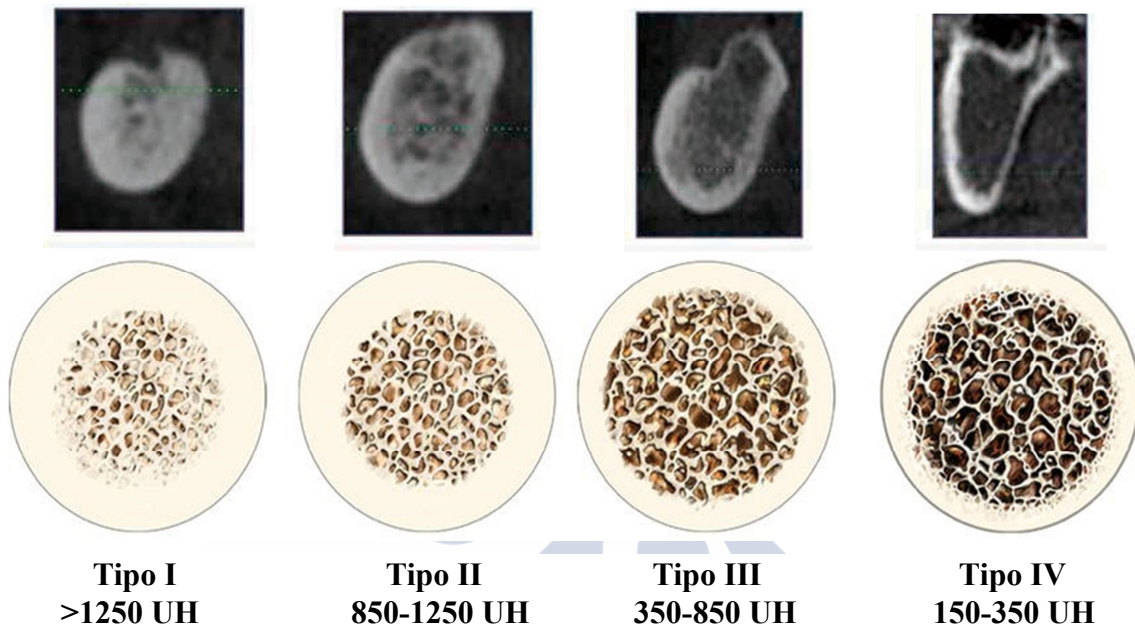 Tipo I
>1250 UH
Tipo II
850-1250 UH
Tipo III
350-850 UH
Tipo IV
150-350 UH